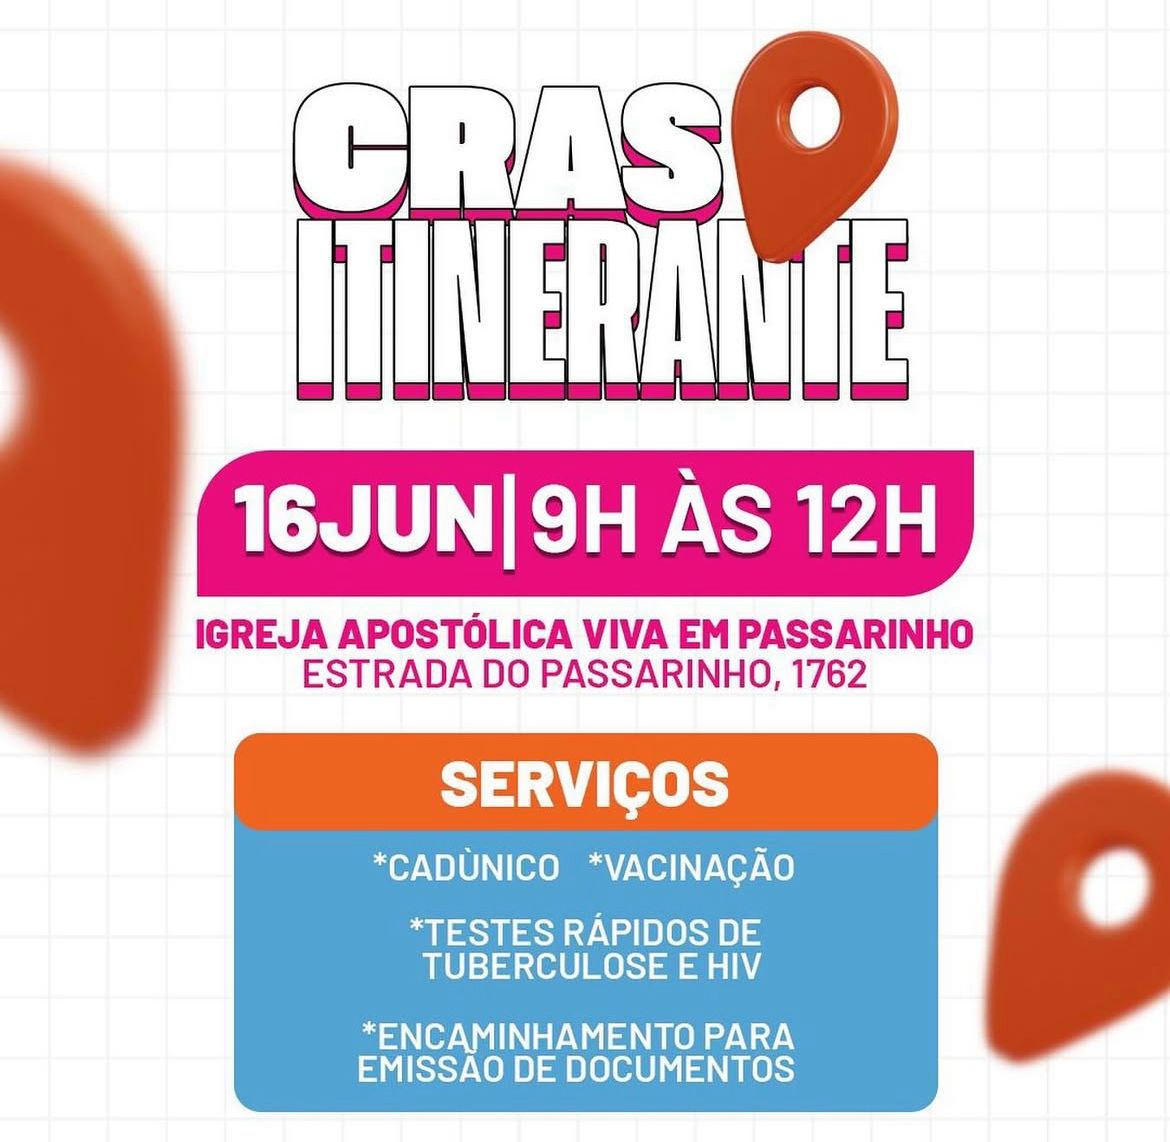 CRAS
ITINERANTE
16JUN|9H ÀS 12H
IGREJA APOSTÓLICA VIVA EM PASSARINHO
ESTRADA DO PASSARINHO, 1762
SERVIÇOS
*CADÙNICO *VACINAÇÃO
*TESTES RÁPIDOS DE
TUBERCULOSE E HIV
*ENCAMINHAMENTO PARA
EMISSÃO DE DOCUMENTOS